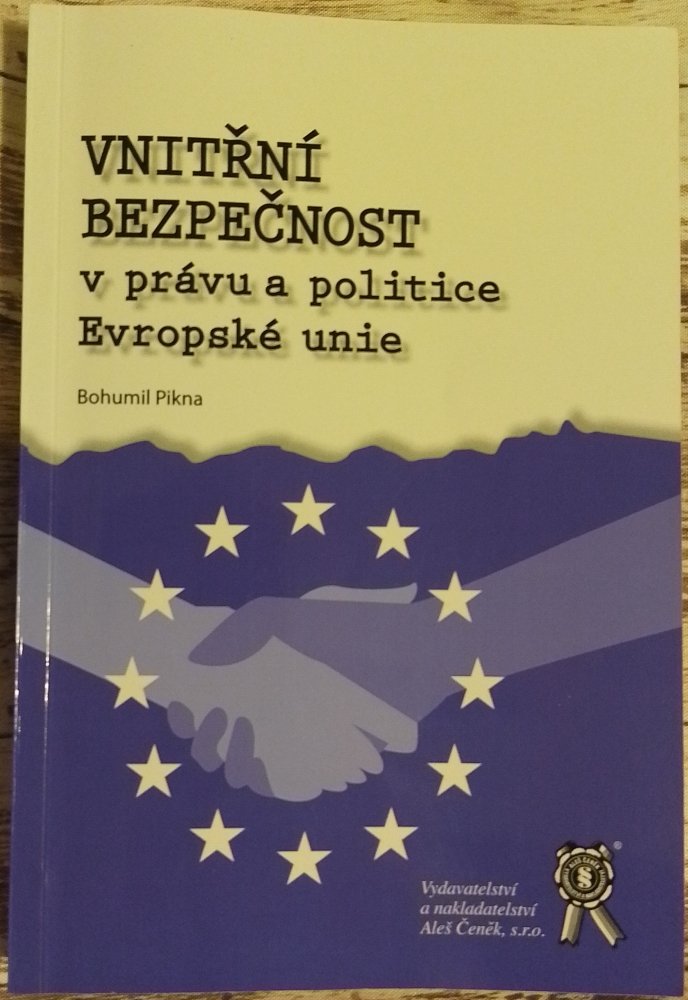 VNITŘNÍ
BEZPEČNOST
v právu a politice
Evropské unie
Bohumil Pikna
Vydavatelství
a nakladatelství
Aleš Čeněk, s.r.o.
§
®